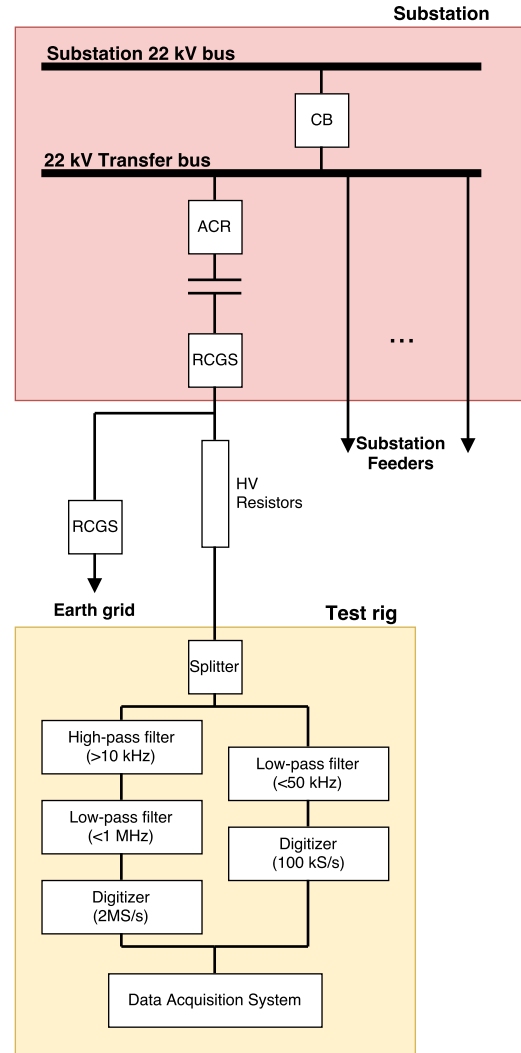 Substation
Substation 22 kV bus
CB
22 kV Transfer bus
ACR
...
RCGS
Substation
Feeders
HV
Resistors
RCGS
Earth grid
Test rig
Splitter
High-pass filter
(>10 kHz)
Low-pass filter
(<50 kHz)
Low-pass filter
(<1 MHz)
Digitizer
(100 kS/s)
Digitizer
(2MS/s)
Data Acquisition System